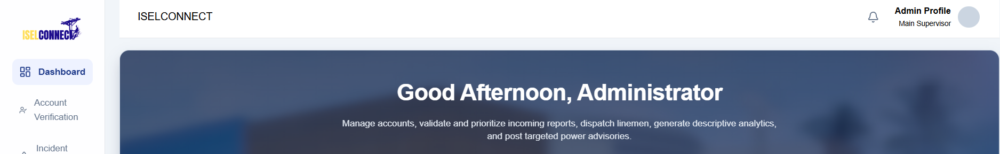 ISELCONNECT
Dashboard
Account
Verification
Incident
ISELCONNECT
Admin Profile
Main Supervisor
Good Afternoon, Administrator
Manage accounts, validate and prioritize incoming reports, dispatch linemen, generate descriptive analytics,
and post targeted power advisories.